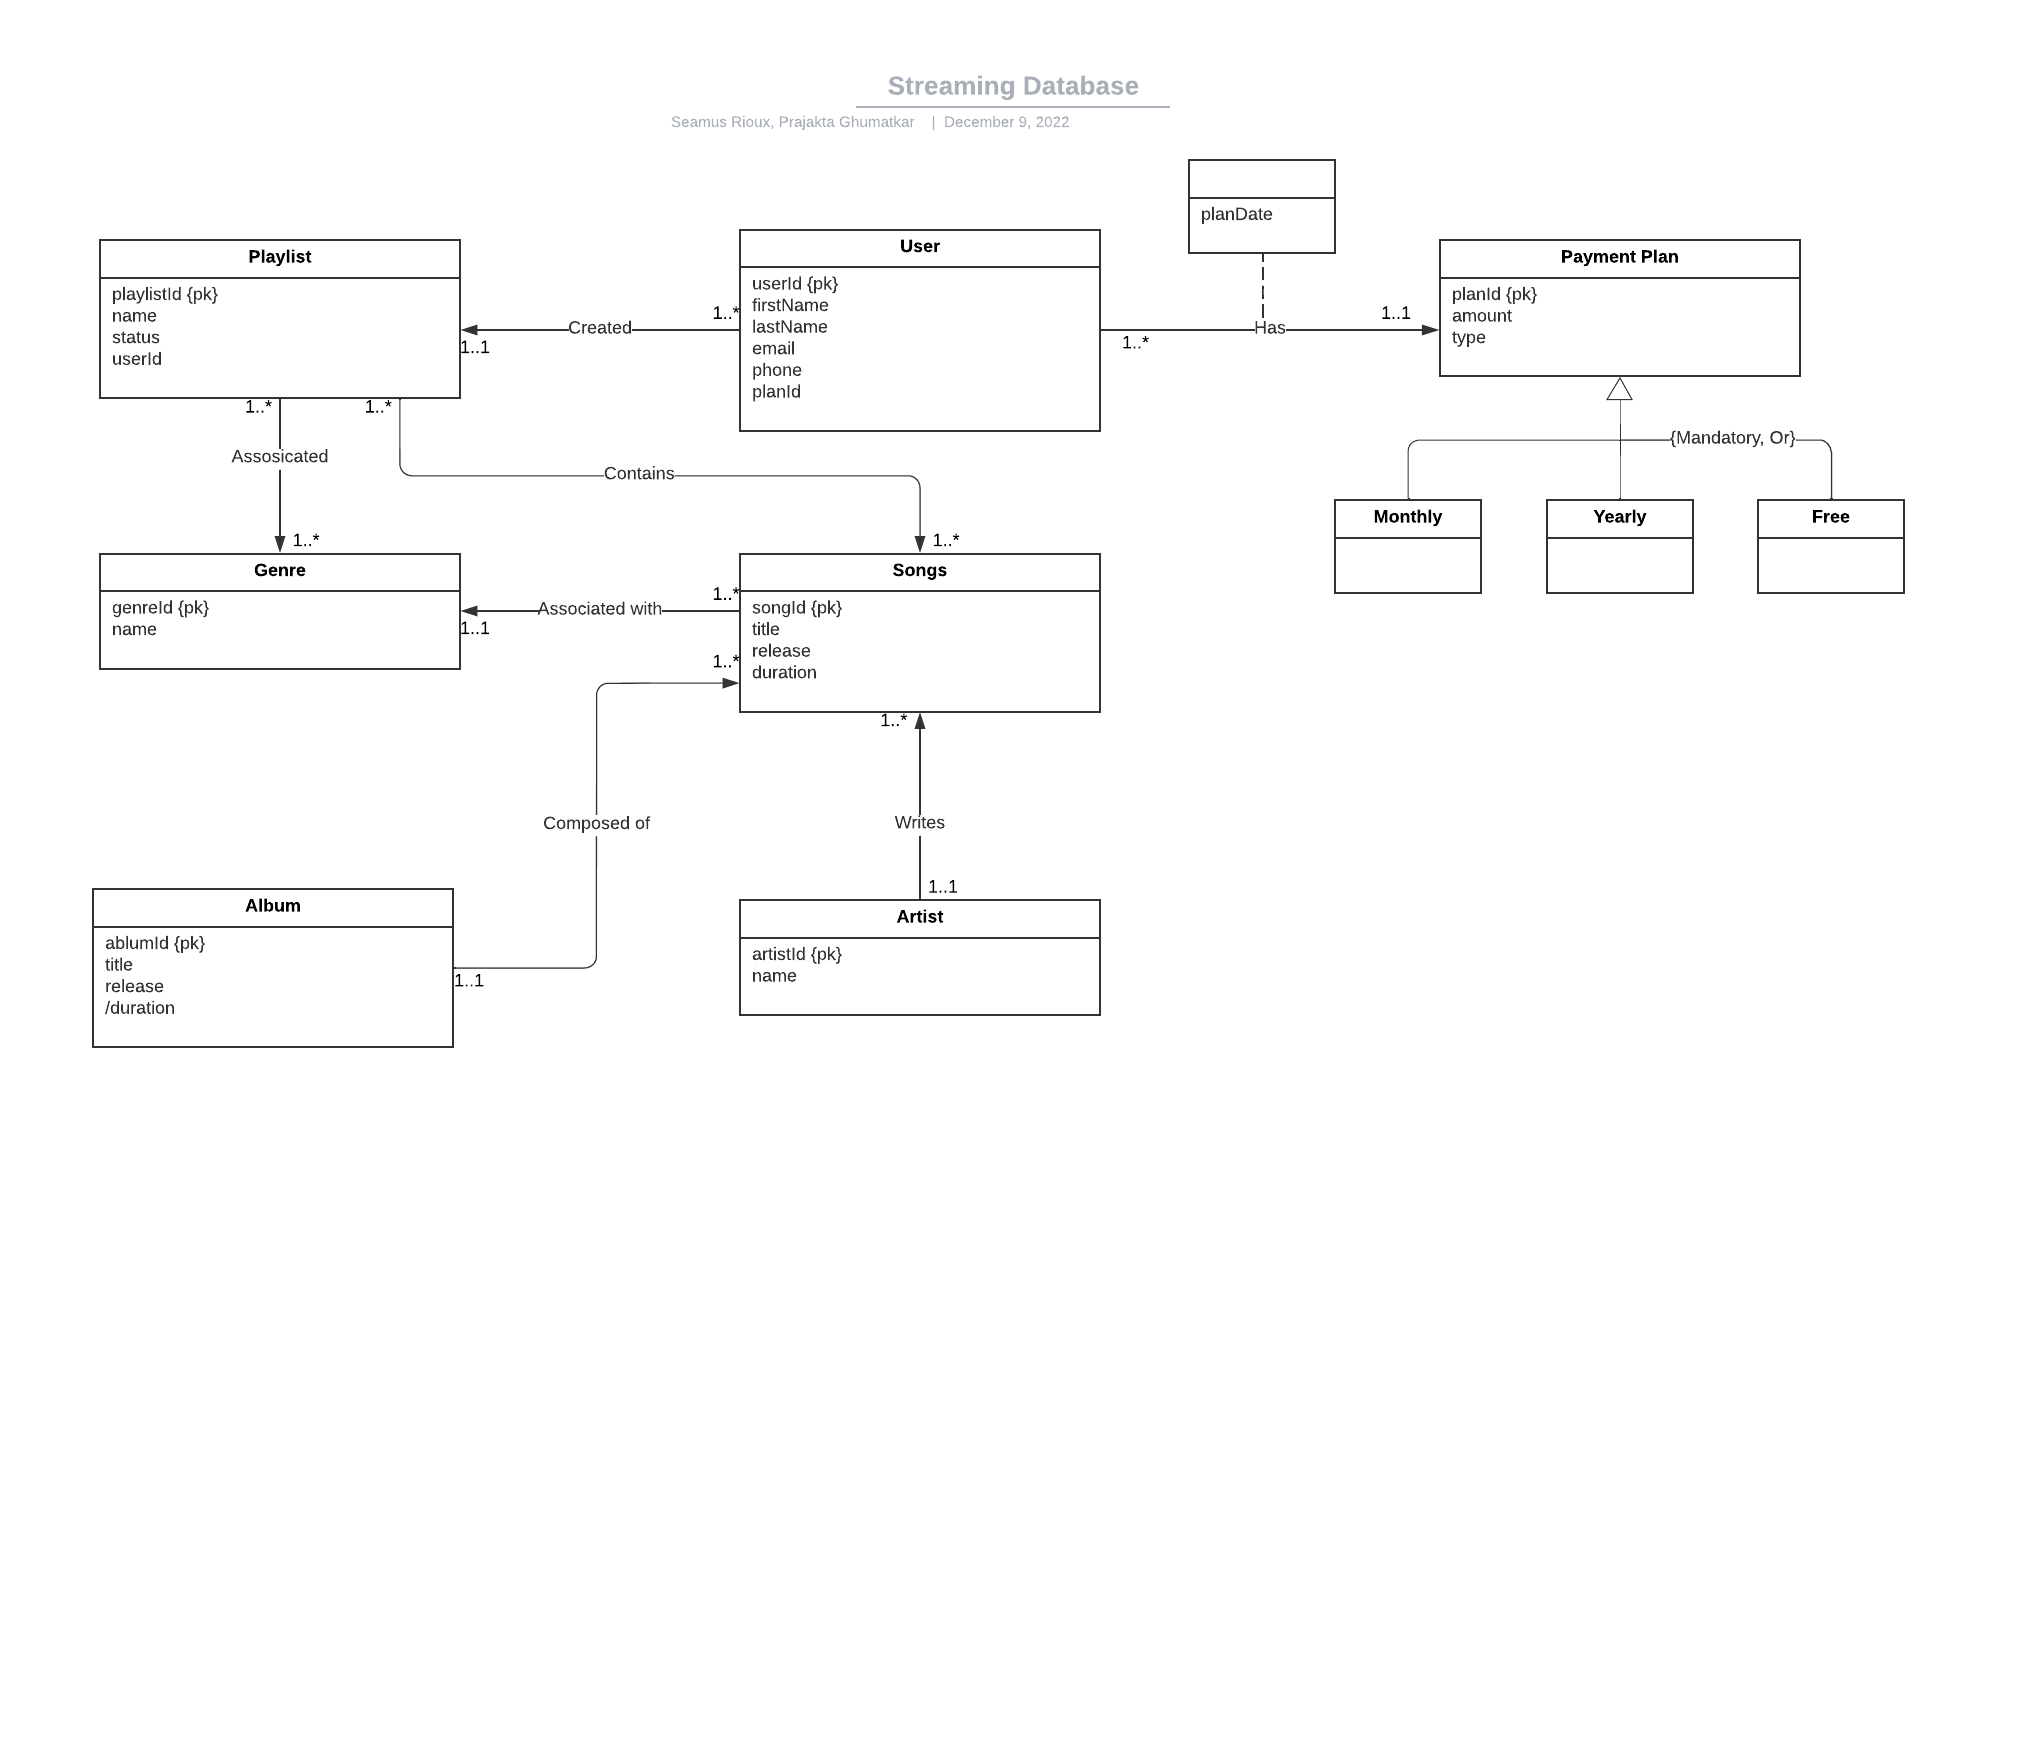 Streaming Database
Seamus Rioux, Prajakta Ghumatkar | December 9, 2022
planDate
Playlist
playlistId {pk}
name
status
userId
User
userId {pk}
firstName
lastName
email
phone
planId
Payment Plan
planId {pk}
amount
type
1..*
Created
1..1
1..*
Has
1..1
1..*
1..*
Assosicated
Contains
1..*
1..*
{Mandatory, Or}
Monthly
Yearly
Free
Genre
genreId {pk}
name
1..*
Associated with
1..1
1..*
Songs
songId {pk}
title
release
duration
1..*
Composed of
Writes
1..1
1..1
Album
ablumId {pk}
title
release
/duration
Artist
artistId {pk}
name